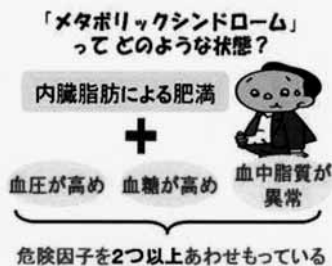 「メタボリックシンドローム」
って どのような状態？
内臓脂肪による肥満
+
血圧が高め 血糖が高め 血中脂質が
異常
危険因子を2つ以上あわせもっている